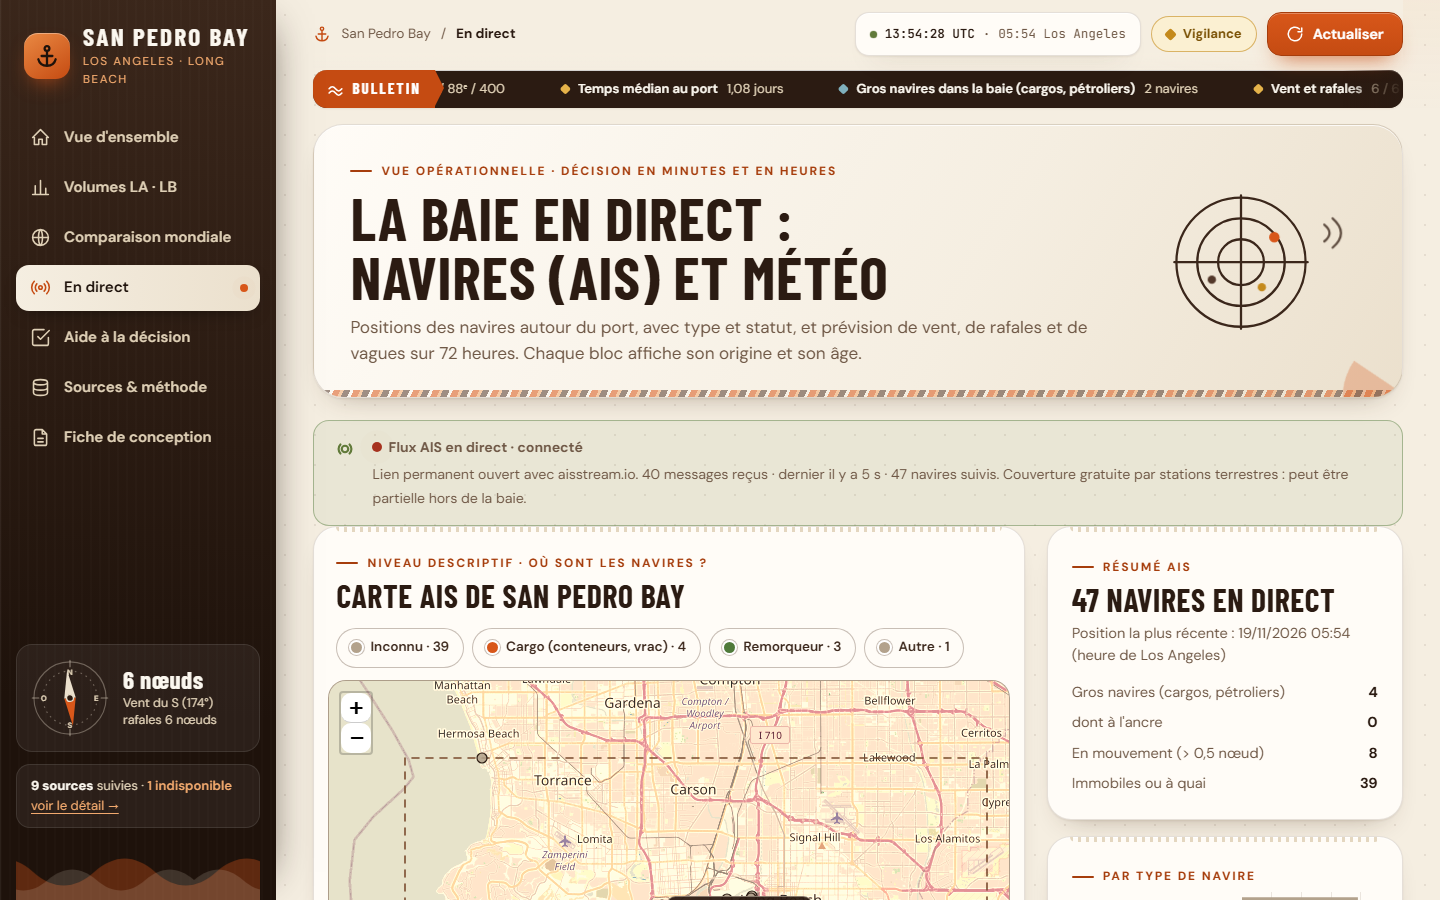 SAN PEDRO BAY
LOS ANGELES · LONG
BEACH
Vue d'ensemble
Volumes LA · LB
Comparaison mondiale
En direct
Aide à la décision
Sources & méthode
Fiche de conception
N
O
E
S
6 nœuds
Vent du S (174°)
rafales 6 nœuds
9 sources suivies · 1 indisponible
voir le détail →
San Pedro Bay / En direct
13:54:28 UTC · 05:54 Los Angeles
Vigilance
Actualiser
BULLETIN
88ᵉ / 400
Temps médian au port 1,08 jours
Gros navires dans la baie (cargos, pétroliers) 2 navires
Vent et rafales 6 / 6
VUE OPÉRATIONNELLE · DÉCISION EN MINUTES ET EN HEURES
LA BAIE EN DIRECT :
NAVIRES (AIS) ET MÉTÉO
Positions des navires autour du port, avec type et statut, et prévision de vent, de rafales et de
vagues sur 72 heures. Chaque bloc affiche son origine et son âge.
Flux AIS en direct · connecté
Lien permanent ouvert avec aisstream.io. 40 messages reçus · dernier il y a 5 s · 47 navires suivis. Couverture gratuite par stations terrestres : peut être
partielle hors de la baie.
NIVEAU DESCRIPTIF · OÙ SONT LES NAVIRES ?
CARTE AIS DE SAN PEDRO BAY
Inconnu · 39
Cargo (conteneurs, vrac) · 4
Remorqueur · 3
Autre · 1
+
−
Manhattan
Beach
Gardena
Compton
Compton /
Woodley
Airport
Bellflower
I 710
Hermosa Beach
Cerritos
Lakewood
La Palm
Torrance
Carson
Cypre
Lomita
Signal Hill
Los Alamitos
Zamperini
Field
RÉSUMÉ AIS
47 NAVIRES EN DIRECT
Position la plus récente : 19/11/2026 05:54
(heure de Los Angeles)
Gros navires (cargos, pétroliers) 4
dont à l'ancre 0
En mouvement (> 0,5 nœud) 8
Immobiles ou à quai 39
PAR TYPE DE NAVIRE